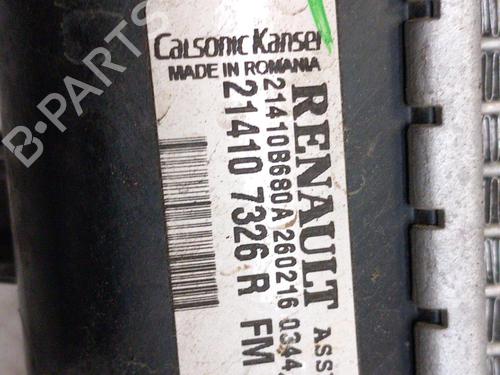 Calsonic Kansei
MADE IN ROMANIA
RENAULT
21410B680A 260216 0344
21410 7326 R FM
B-PARTS